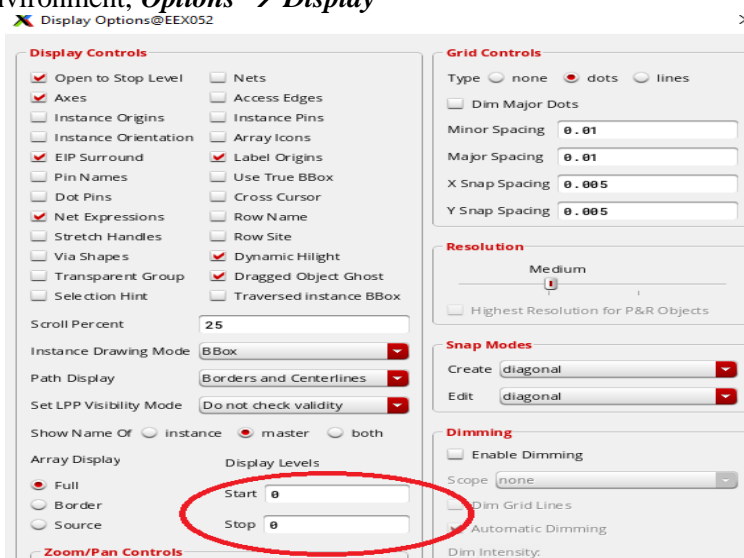 Options → Display
Display Options@EEX052
Display Controls
Open to Stop Level Nets
Axes Access Edges
Instance Origins Instance Pins
Instance Orientation Array Icons
EIP Surround Label Origins
Pin Names Use True BBox
Dot Pins Cross Cursor
Net Expressions Row Name
Stretch Handles Row Site
Via Shapes Dynamic Hilight
Transparent Group Dragged Object Ghost
Selection Hint Traversed instance BBox
Scroll Percent 25
Instance Drawing Mode BBox
Path Display Borders and Centerlines
Set LPP Visibility Mode Do not check validity
Show Name Of instance master both
Array Display Display Levels
Full
Start 0
Border
Source
Stop 0
Zoom/Pan Controls
Grid Controls
Type none dots lines
Dim Major Dots
Minor Spacing 0.01
Major Spacing 0.01
X Snap Spacing 0.005
Y Snap Spacing 0.005
Resolution
Medium
Highest Resolution for P&R Objects
Snap Modes
Create diagonal
Edit diagonal
Dimming
Enable Dimming
Scope none
Dim Grid Lines
Automatic Dimming
Dim Intensity: